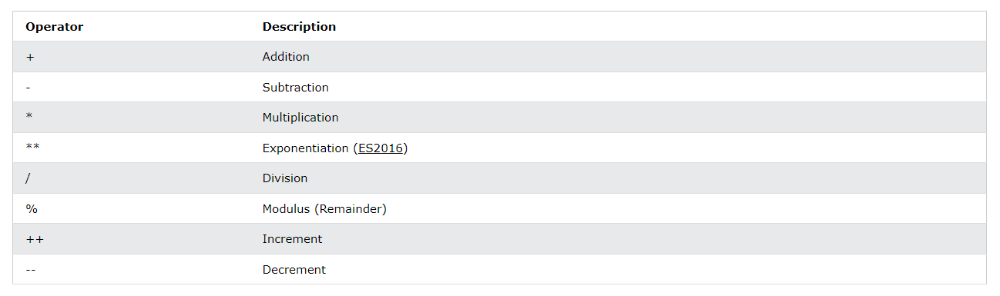 Operator Description
+ Addition
- Subtraction
* Multiplication
** Exponentiation (ES2016)
/ Division
% Modulus (Remainder)
++ Increment
-- Decrement